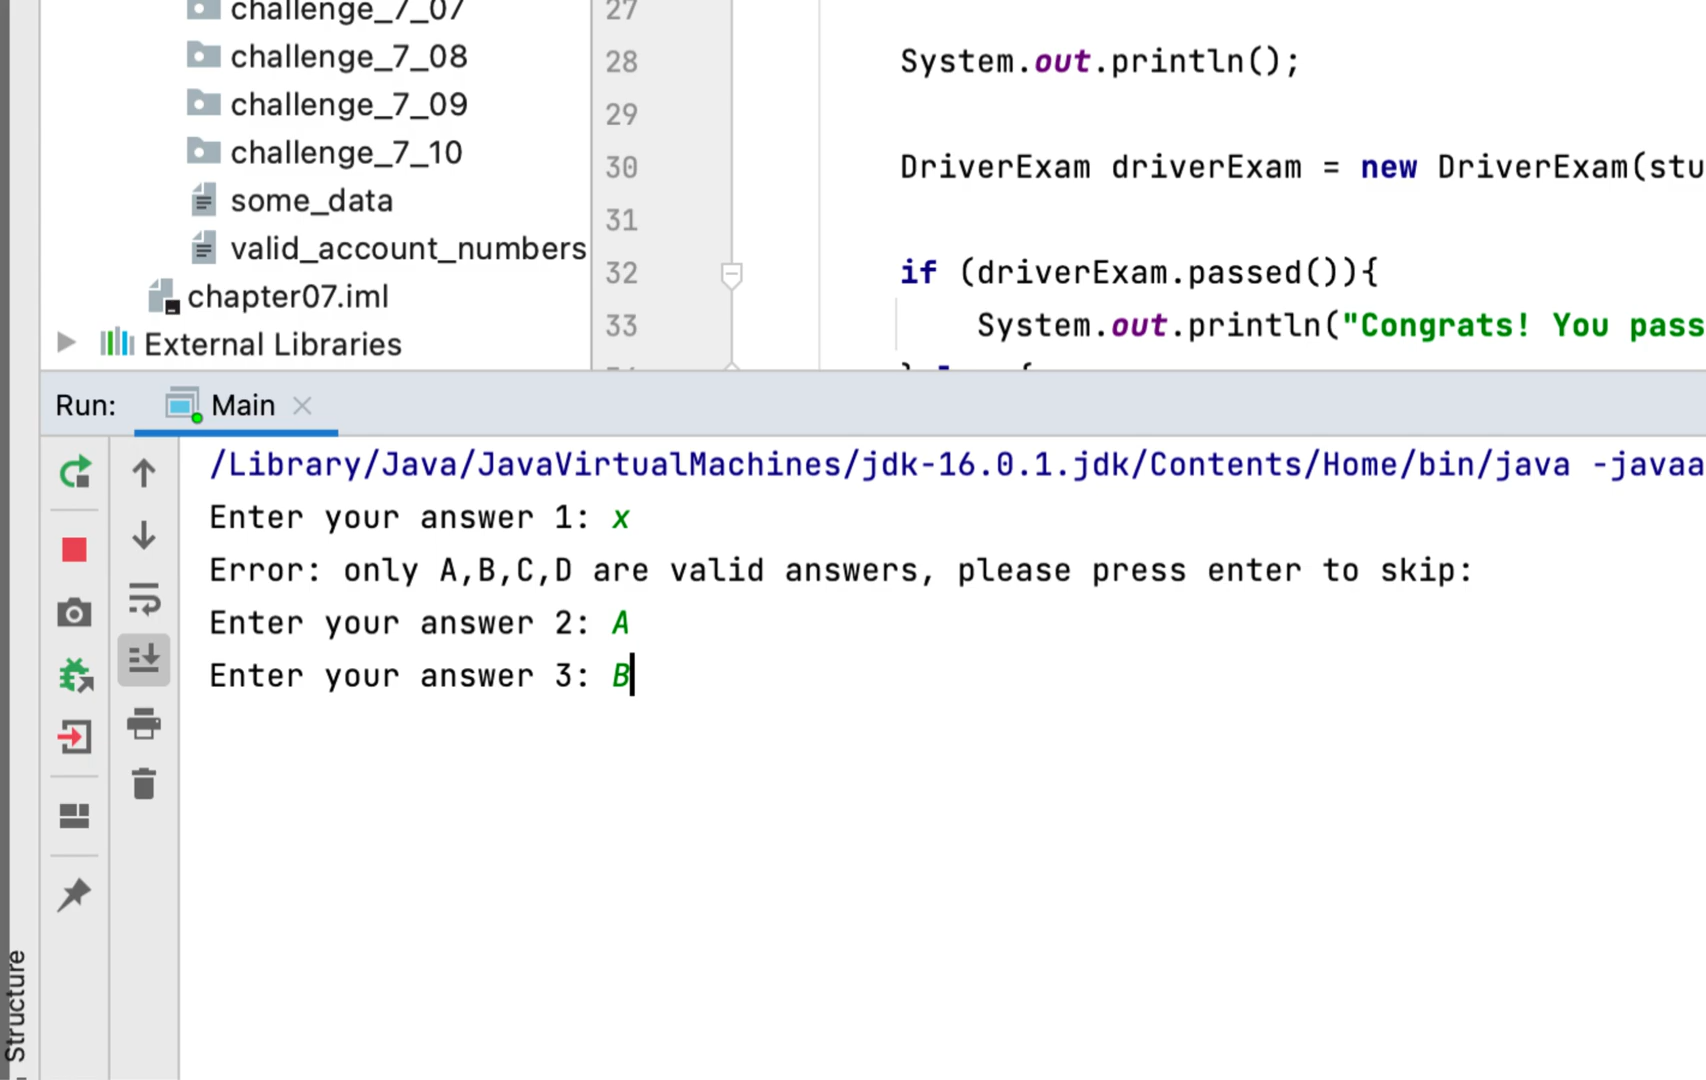 challenge_7_07
challenge_7_08
challenge_7_09
challenge_7_10
some_data
valid_account_numbers
chapter07.iml
External Libraries
27
28 System.out.println();
29
30 DriverExam driverExam = new DriverExam(stu
31
32 if (driverExam.passed()){
33 System.out.println("Congrats! You pass
Run: Main
/Library/Java/JavaVirtualMachines/jdk-16.0.1.jdk/Contents/Home/bin/java -javaa
Enter your answer 1: x
Error: only A,B,C,D are valid answers, please press enter to skip:
Enter your answer 2: A
Enter your answer 3: B
Structure